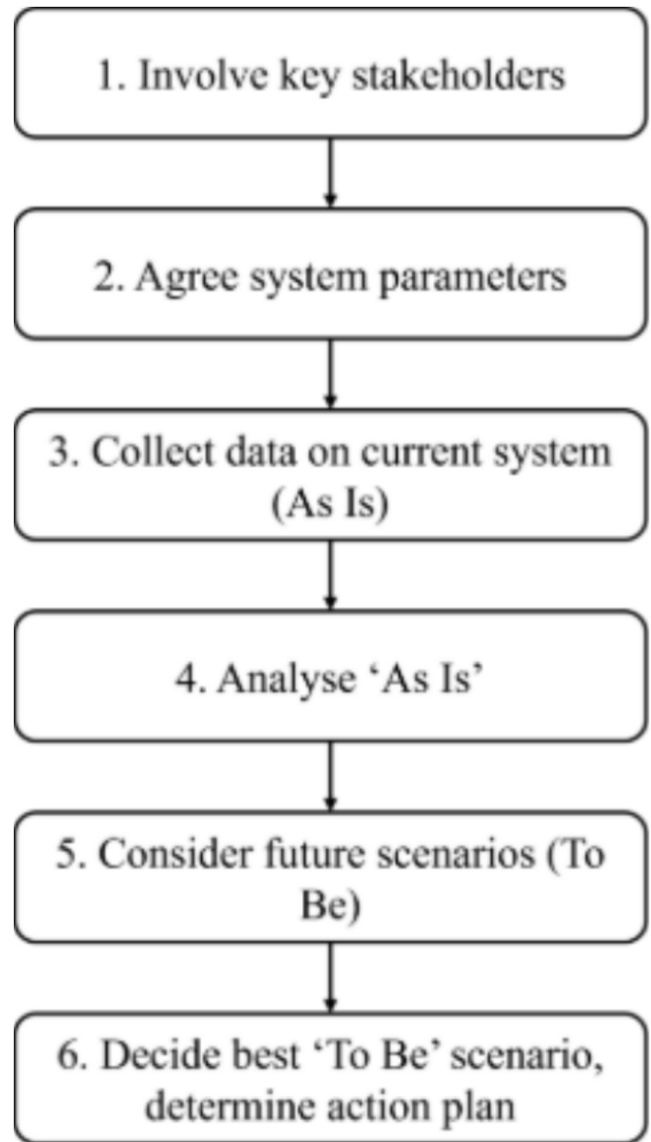 1. Involve key stakeholders
2. Agree system parameters
3. Collect data on current system
(As Is)
4. Analyse ‘As Is’
5. Consider future scenarios (To
Be)
6. Decide best ‘To Be’ scenario,
determine action plan